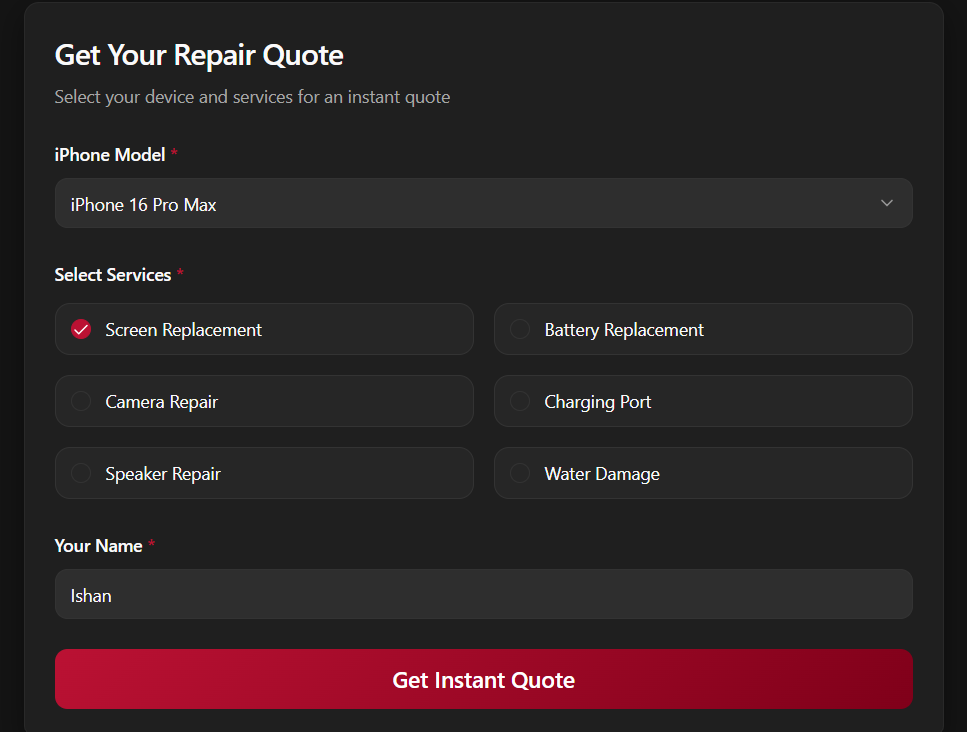 Get Your Repair Quote
Select your device and services for an instant quote
iPhone Model *
iPhone 16 Pro Max
Select Services *
Screen Replacement
Battery Replacement
Camera Repair
Charging Port
Speaker Repair
Water Damage
Your Name *
Ishan
Get Instant Quote